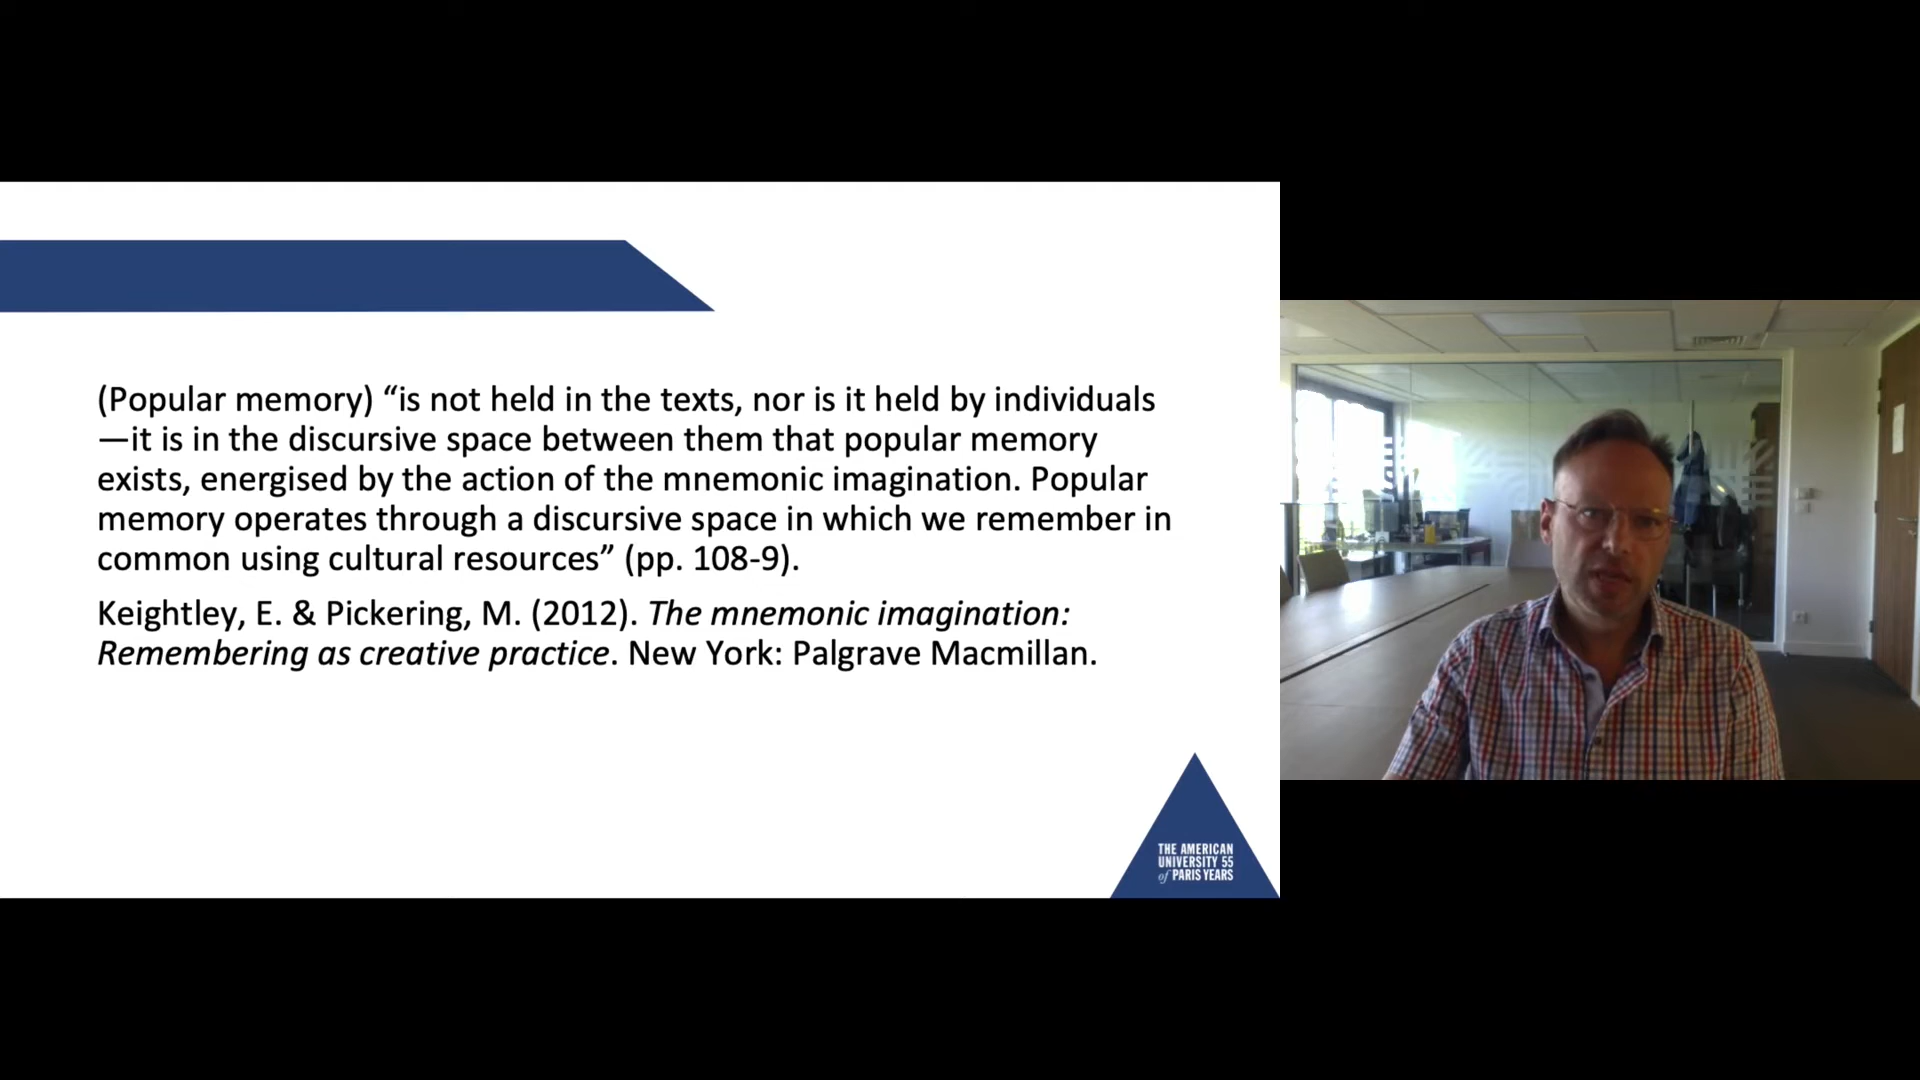 (Popular memory) “is not held in the texts, nor is it held by individuals
—it is in the discursive space between them that popular memory
exists, energised by the action of the mnemonic imagination. Popular
memory operates through a discursive space in which we remember in
common using cultural resources” (pp. 108-9).
Keightley, E. & Pickering, M. (2012). The mnemonic imagination:
Remembering as creative practice. New York: Palgrave Macmillan.
THE AMERICAN
UNIVERSITY 55
of PARIS YEARS